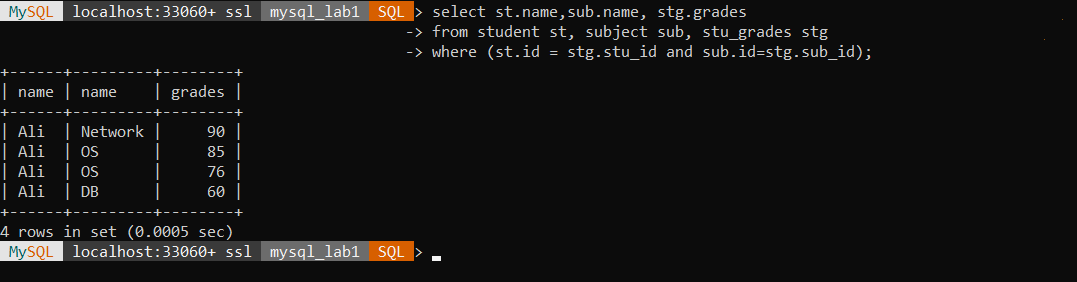 MySQL localhost:33060+ ssl mysql_lab1 SQL > select st.name,sub.name, stg.grades
-> from student st, subject sub, stu_grades stg
-> where (st.id = stg.stu_id and sub.id=stg.sub_id);
+------+---------+--------+
| name | name    | grades |
+------+---------+--------+
| Ali  | Network |     90 |
| Ali  | OS      |     85 |
| Ali  | OS      |     76 |
| Ali  | DB      |     60 |
+------+---------+--------+
4 rows in set (0.0005 sec)
MySQL localhost:33060+ ssl mysql_lab1 SQL >